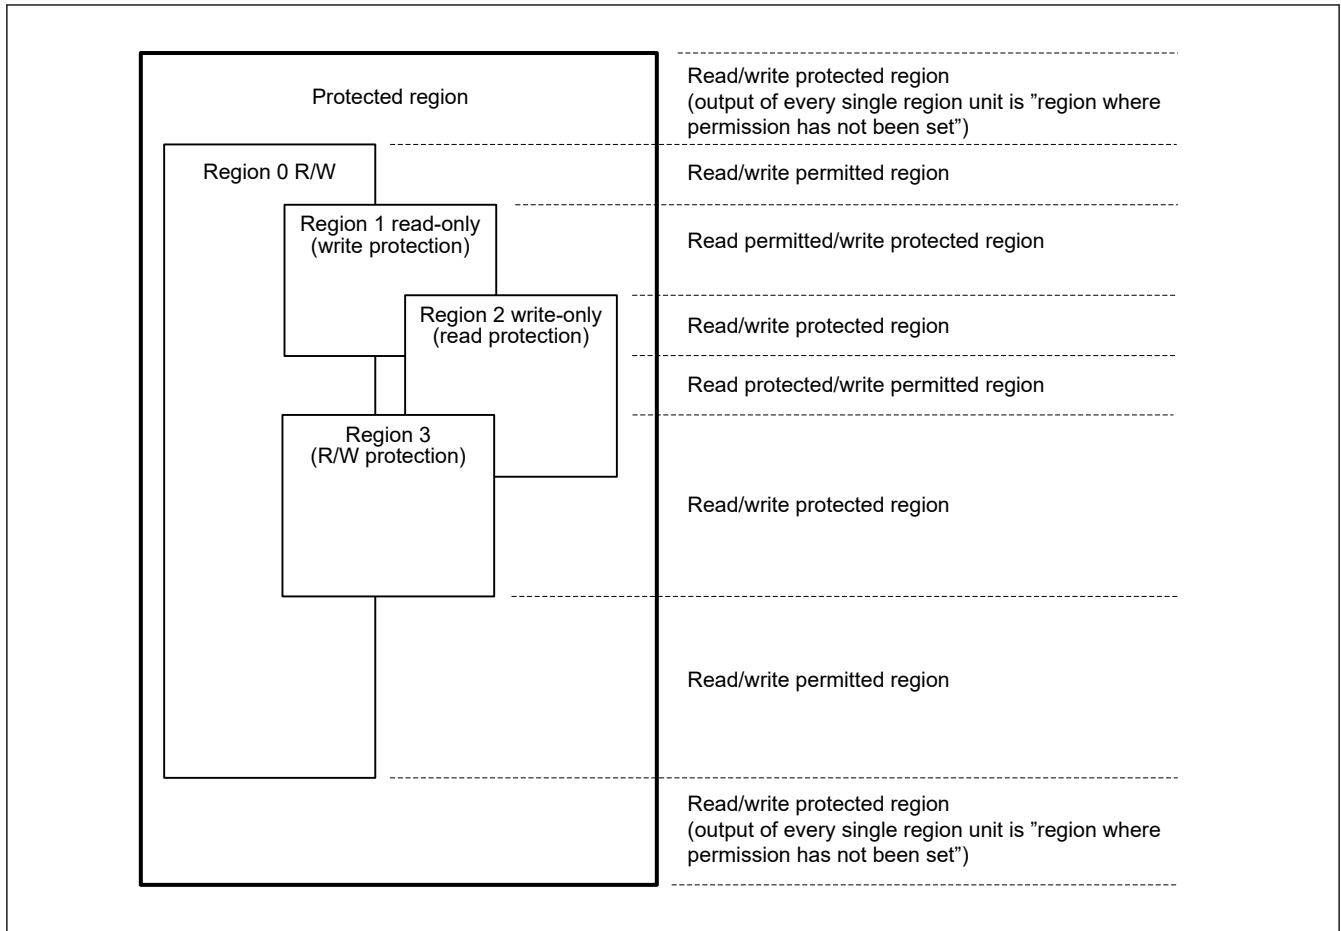 Protected region
Read/write protected region
(output of every single region unit is ”region where
permission has not been set”)
Region 0 R/W
Read/write permitted region
Region 1 read-only
(write protection)
Read permitted/write protected region
Region 2 write-only
(read protection)
Read/write protected region
Read protected/write permitted region
Region 3
(R/W protection)
Read/write protected region
Read/write permitted region
Read/write protected region
(output of every single region unit is ”region where
permission has not been set”)